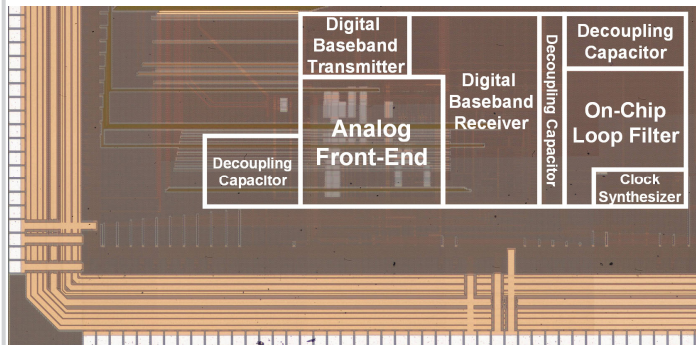 Digital
Baseband
Transmitter
Digital
Baseband
Receiver
Decoupling Capacitor
Decoupling
Capacitor
On-Chip
Loop Filter
Clock
Synthesizer
Analog
Front-End
Decoupling
Capacitor